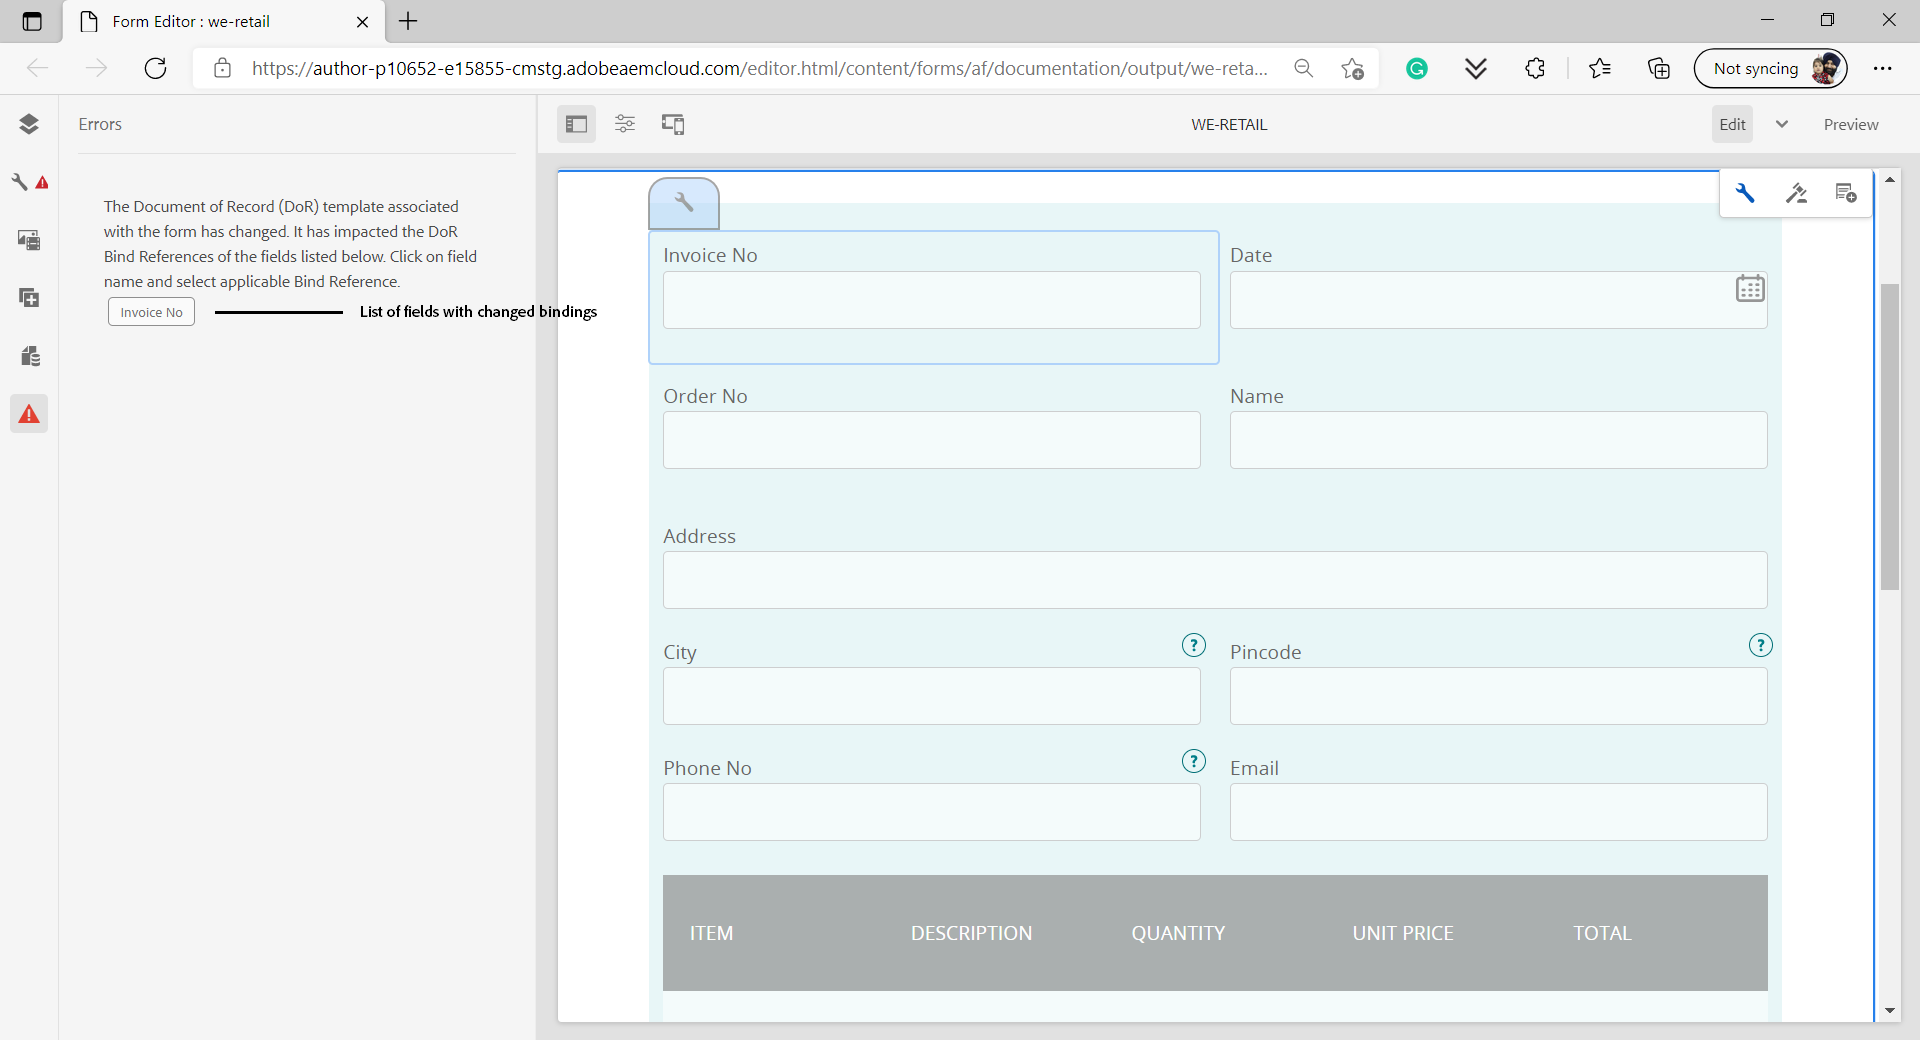 Form Editor : we-retail
https://author-p10652-e15855-cmstg.adobeaemcloud.com/editor.html/content/forms/af/documentation/output/we-reta...
Not syncing
Errors
WE-RETAIL
Edit
Preview
The Document of Record (DoR) template associated
with the form has changed. It has impacted the DoR
Bind References of the fields listed below. Click on field
name and select applicable Bind Reference.
Invoice No
List of fields with changed bindings
Invoice No
Date
Order No
Name
Address
City
?
Pincode
?
Phone No
?
Email
ITEM
DESCRIPTION
QUANTITY
UNIT PRICE
TOTAL